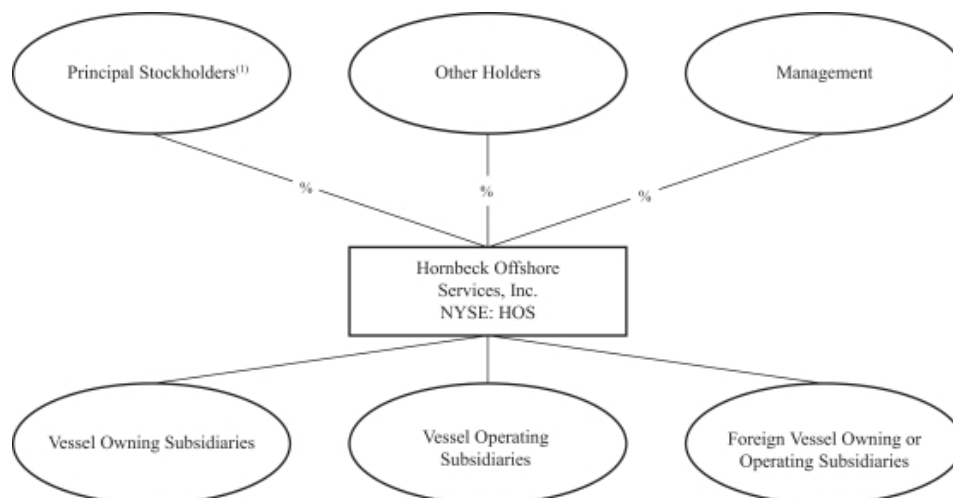 Principal Stockholders(1)
Other Holders
Management
%
%
%
Hornbeck Offshore
Services, Inc.
NYSE: HOS
Vessel Owning Subsidiaries
Vessel Operating
Subsidiaries
Foreign Vessel Owning or
Operating Subsidiaries